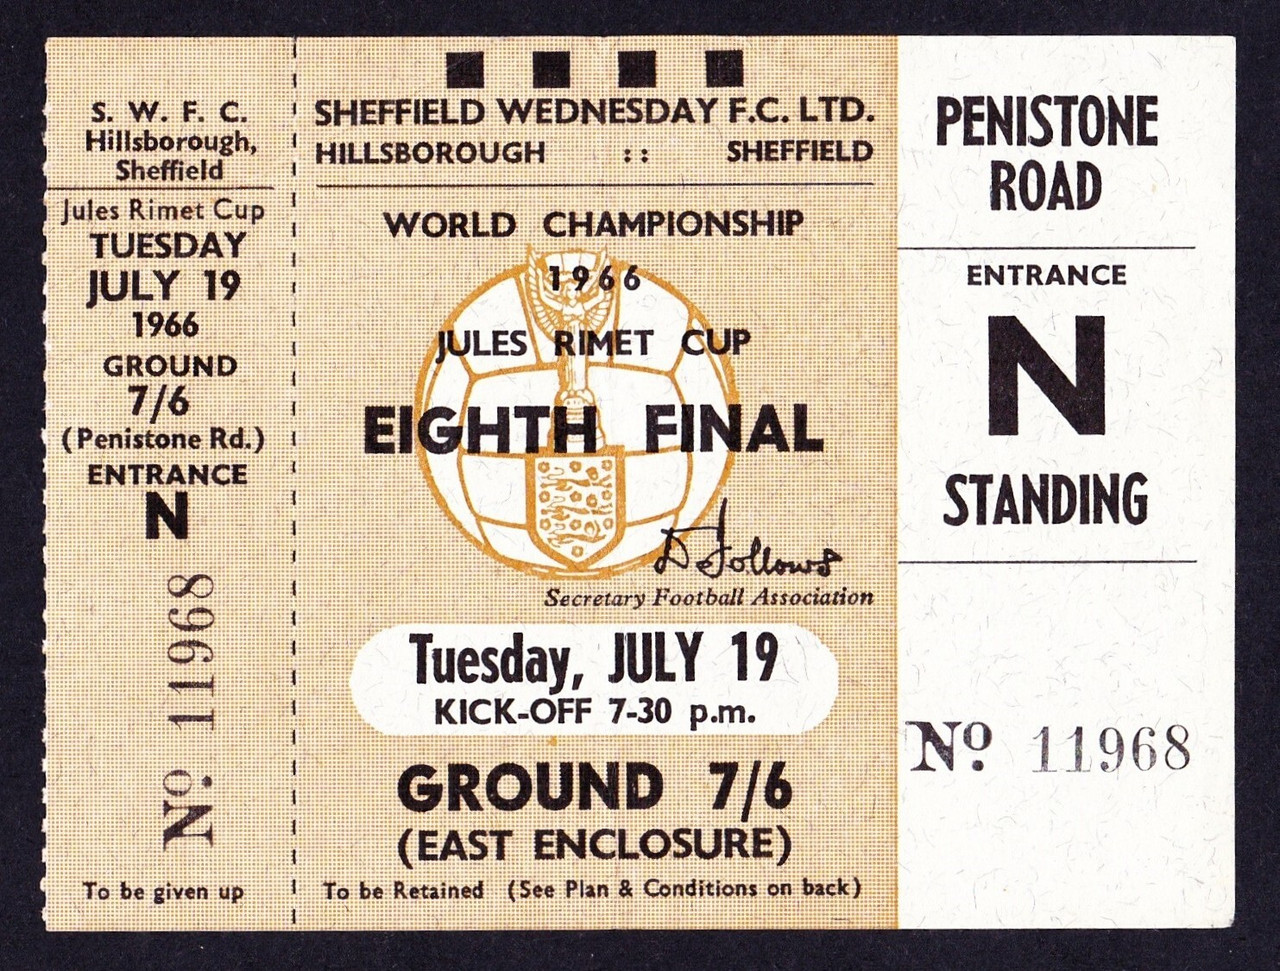 S. W. F. C.
Hillsborough,
Sheffield
Jules Rimet Cup
TUESDAY
JULY 19
1966
GROUND
7/6
(Penistone Rd.)
ENTRANCE
N
Nº. 11968
To be given up
SHEFFIELD WEDNESDAY F.C. LTD.
HILLSBOROUGH :: SHEFFIELD
WORLD CHAMPIONSHIP
1966
JULES RIMET CUP
EIGHTH FINAL
D Follows
Secretary Football Association
Tuesday, JULY 19
KICK-OFF 7-30 p.m.
GROUND 7/6
(EAST ENCLOSURE)
To be Retained (See Plan & Conditions on back)
PENISTONE
ROAD
ENTRANCE
N
STANDING
Nº. 11968